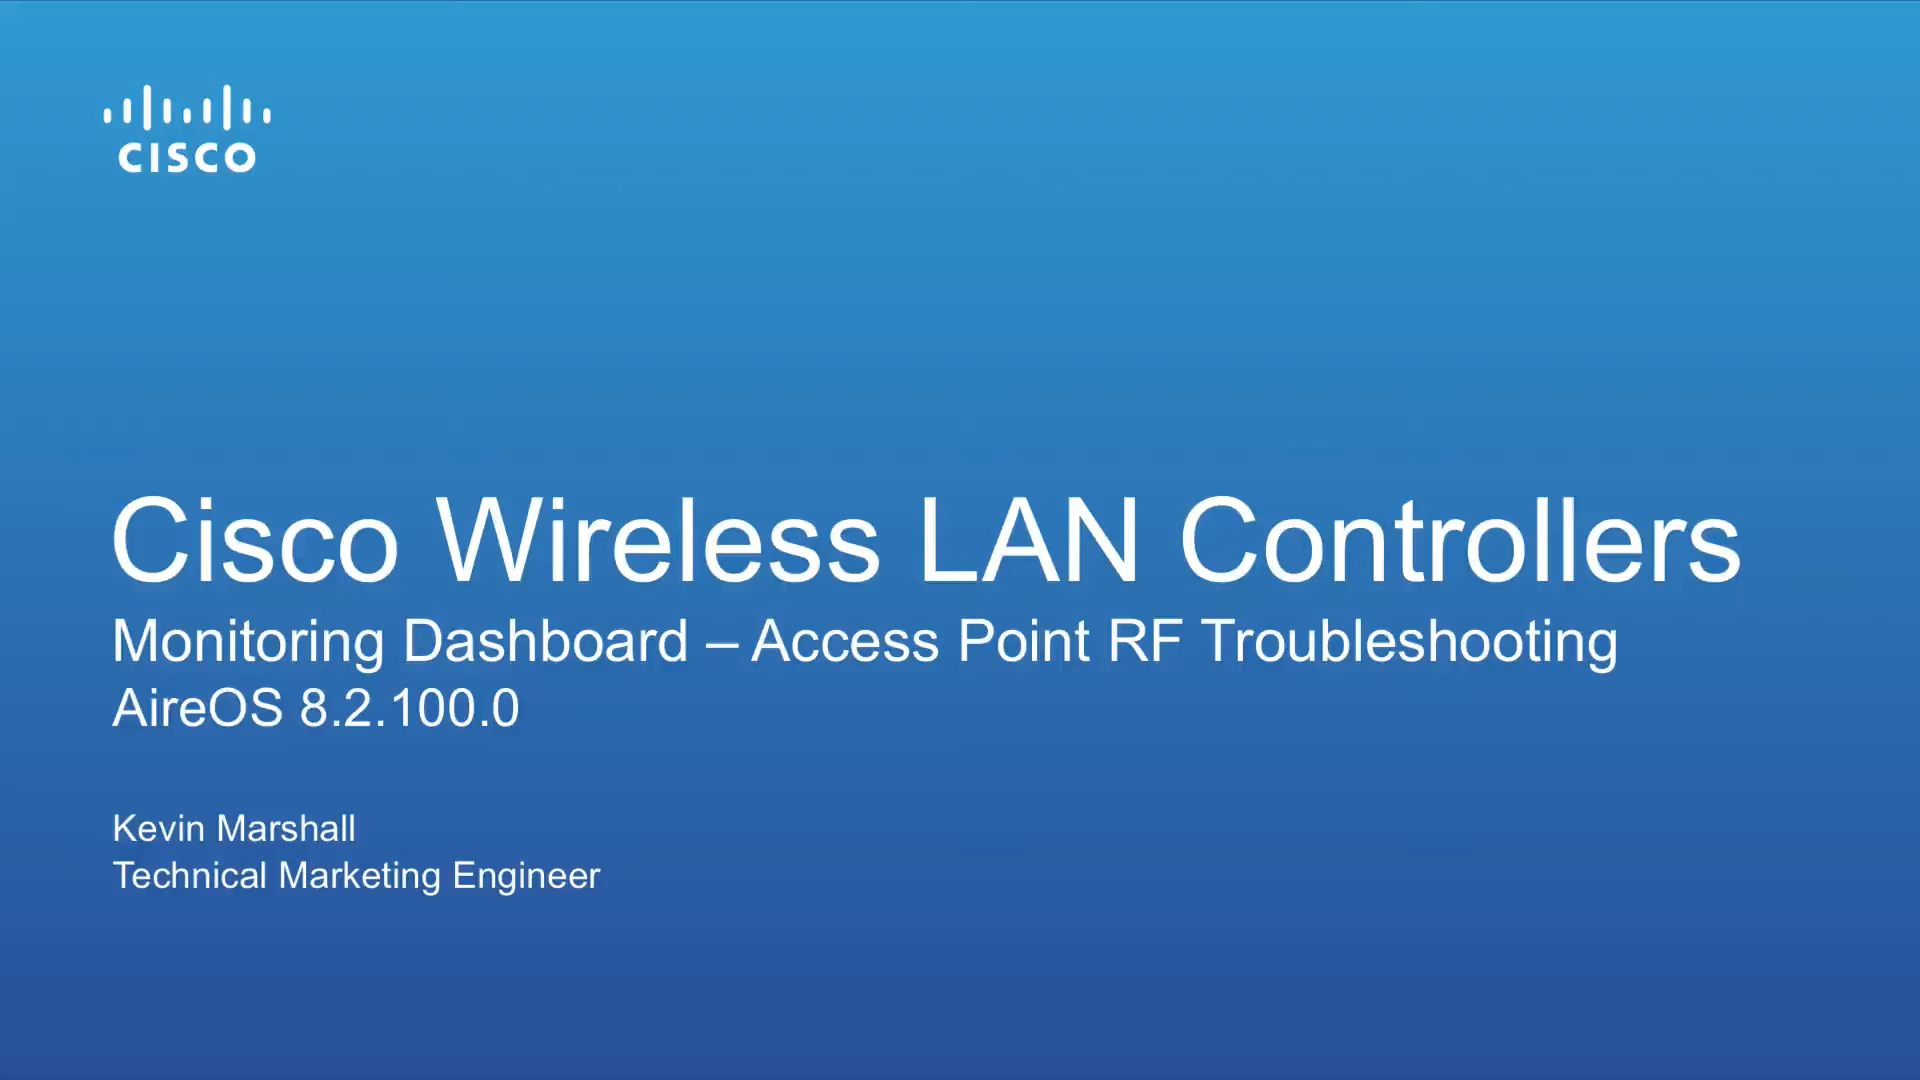 CISCO
Cisco Wireless LAN Controllers
Monitoring Dashboard – Access Point RF Troubleshooting
AireOS 8.2.100.0
Kevin Marshall
Technical Marketing Engineer